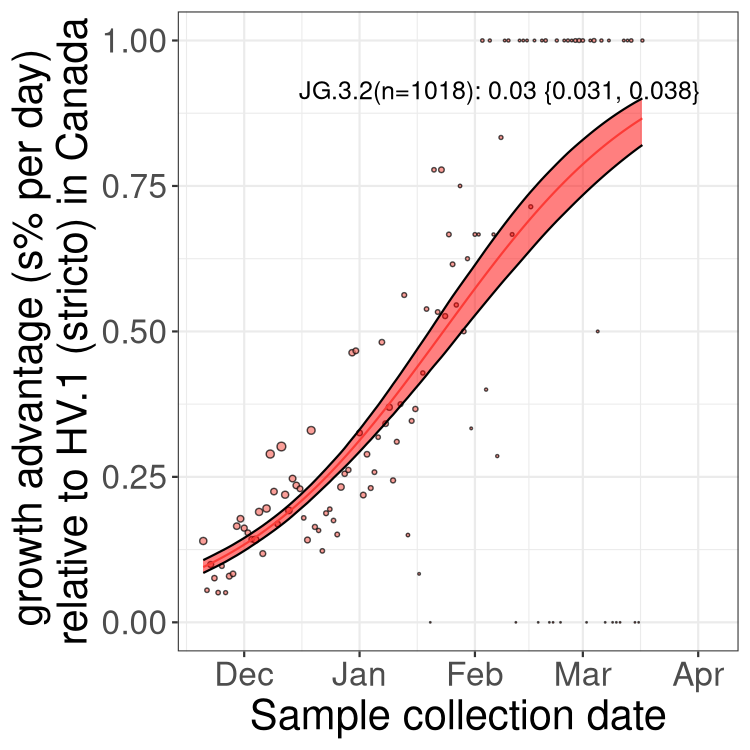 growth advantage (s% per day)
relative to HV.1 (stricto) in Canada
1.00
JG.3.2(n=1018): 0.03 {0.031, 0.038}
0.75
0.50
0.25
0.00
Dec Jan Feb Mar Apr
Sample collection date